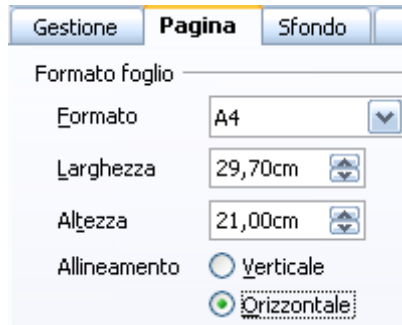 Gestione Pagina Sfondo
Formato foglio
Formato A4
Larghezza 29,70cm
Altezza 21,00cm
Allineamento Verticale
Orizzontale